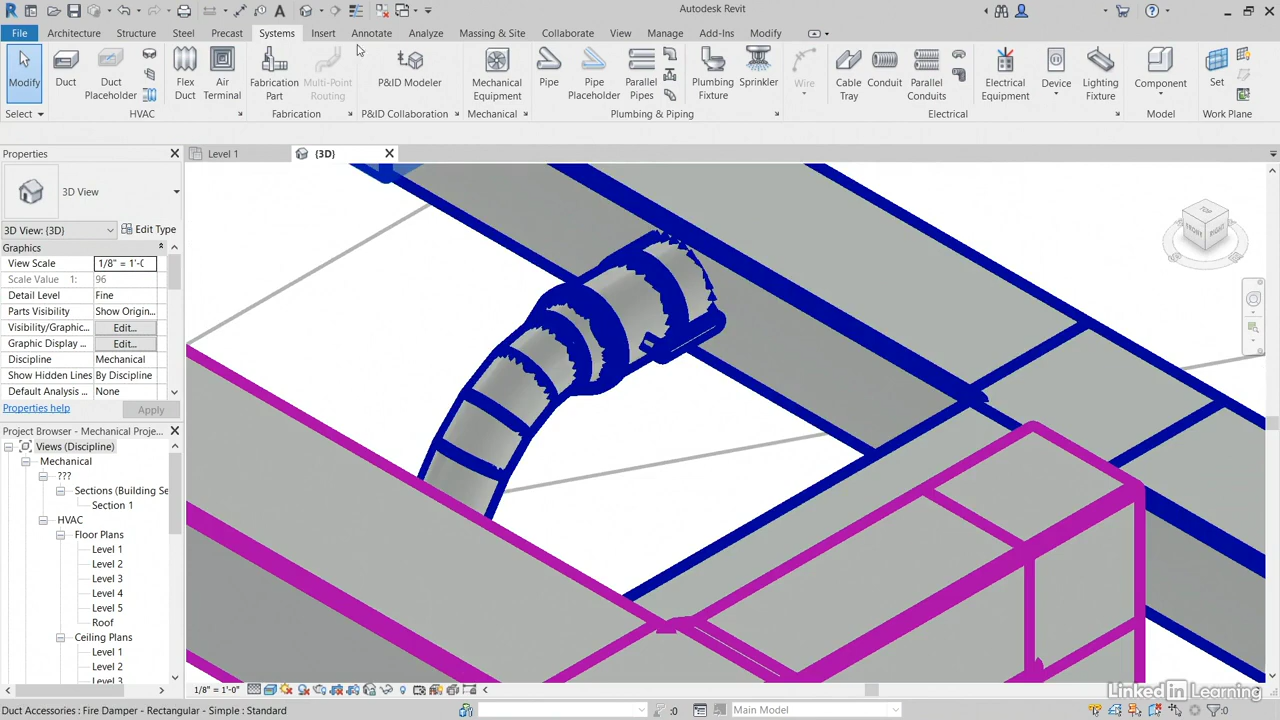 Autodesk Revit
File Architecture Structure Steel Precast Systems Insert Annotate Analyze Massing & Site Collaborate View Manage Add-Ins Modify
Modify Duct Duct Placeholder Flex Duct Air Terminal Fabrication Part Multi-Point Routing P&ID Modeler Mechanical Equipment Pipe Pipe Placeholder Parallel Pipes Plumbing Fixture Sprinkler Wire Cable Tray Conduit Parallel Conduits Electrical Equipment Device Lighting Fixture Component Set
Select HVAC Fabrication P&ID Collaboration Mechanical Plumbing & Piping Electrical Model Work Plane
Properties
Level 1 {3D}
3D View
3D View: {3D} Edit Type
Graphics
View Scale 1/8" = 1'-0
Scale Value 1: 96
Detail Level Fine
Parts Visibility Show Origin...
Visibility/Graphic... Edit...
Graphic Display ... Edit...
Discipline Mechanical
Show Hidden Lines By Discipline
Default Analysis ... None
Properties help Apply
Project Browser - Mechanical Proje...
Views (Discipline)
Mechanical
???
Sections (Building Se
Section 1
HVAC
Floor Plans
Level 1
Level 2
Level 3
Level 4
Level 5
Roof
Ceiling Plans
Level 1
Level 2
Level 3
TOP
FRONT RIGHT
1/8" = 1'-0"
Linked in Learning
Duct Accessories : Fire Damper - Rectangular - Simple : Standard :0 Main Model :0